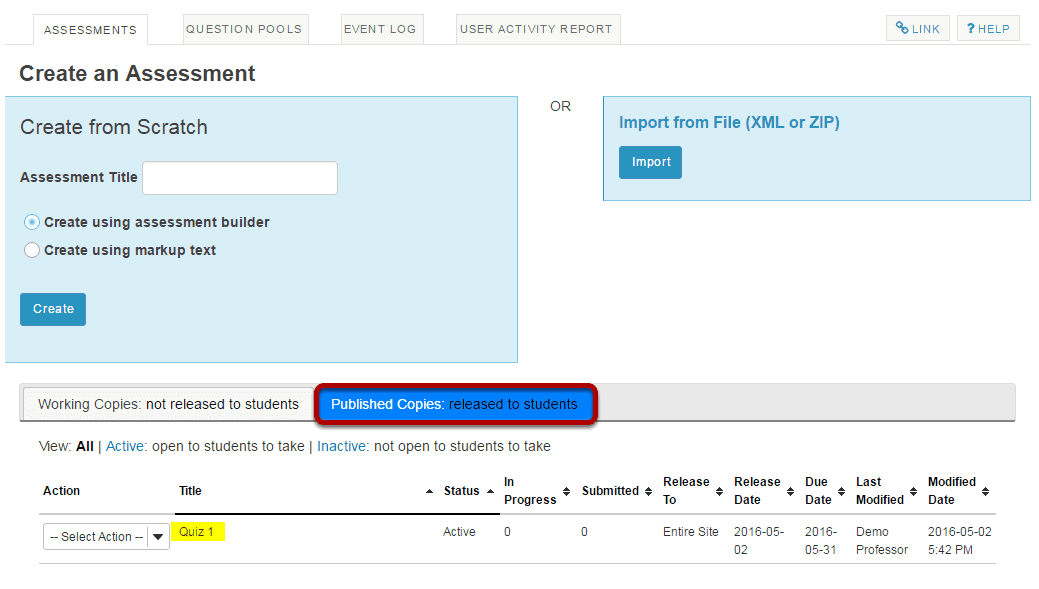 ASSESSMENTS QUESTION POOLS EVENT LOG USER ACTIVITY REPORT LINK ? HELP
Create an Assessment
Create from Scratch
OR
Import from File (XML or ZIP)
Import
Assessment Title
Create using assessment builder
Create using markup text
Create
Working Copies: not released to students Published Copies: released to students
View: All | Active: open to students to take | Inactive: not open to students to take
Action Title Status In Progress Submitted Release To Release Date Due Date Last Modified Modified Date
-- Select Action -- Quiz 1 Active 0 0 Entire Site 2016-05-02 2016-05-31 Demo Professor 2016-05-02 5:42 PM